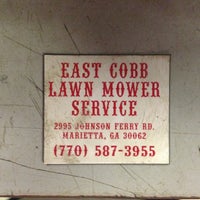 EAST COBB
LAWN MOWER
SERVICE
2995 JOHNSON FERRY RD.
MARIETTA, GA 30062
(770) 587-3955